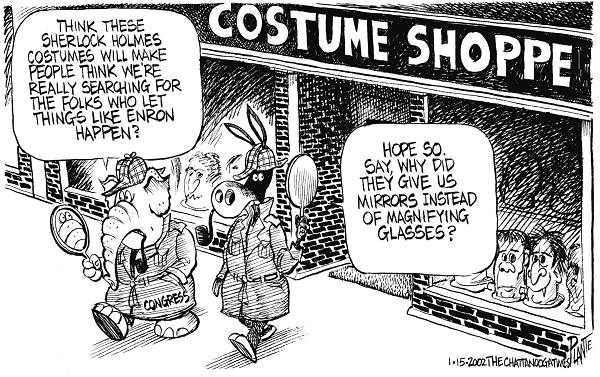 COSTUME SHOPPE
THINK THESE
SHERLOCK HOLMES
COSTUMES WILL MAKE
PEOPLE THINK WE'RE
REALLY SEARCHING FOR
THE FOLKS WHO LET
THINGS LIKE ENRON
HAPPEN?
HOPE SO.
SAY, WHY DID
THEY GIVE US
MIRRORS INSTEAD
OF MAGNIFYING
GLASSES?
CONGRESS
PLANTE
1·15·2002 THE CHATTANOOGA TIMES